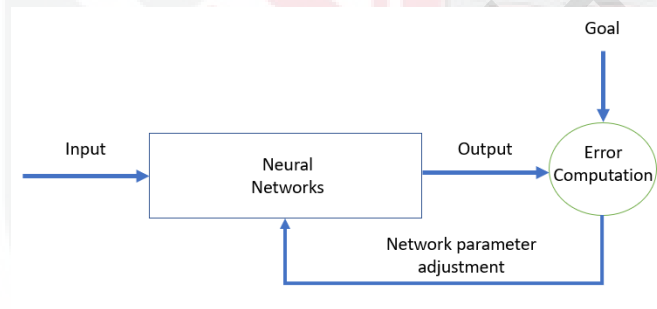 Goal
Input
Neural
Networks
Output
Error
Computation
Network parameter
adjustment